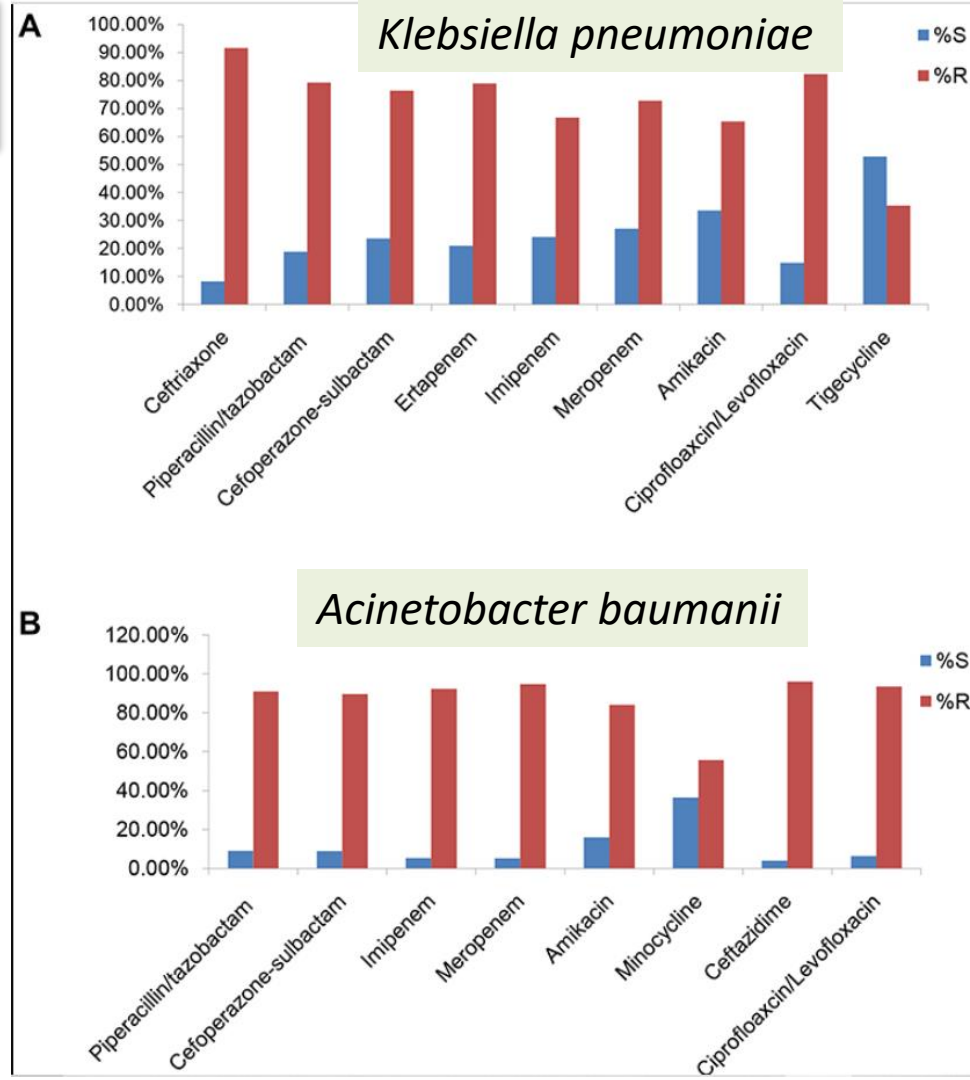 A
Klebsiella pneumoniae
%S
%R
100.00%
90.00%
80.00%
70.00%
60.00%
50.00%
40.00%
30.00%
20.00%
10.00%
0.00%
Ceftriaxone
Piperacillin/tazobactam
Cefoperazone-sulbactam
Ertapenem
Imipenem
Meropenem
Amikacin
Ciprofloaxcin/Levofloxacin
Tigecycline
B
Acinetobacter baumanii
%S
%R
120.00%
100.00%
80.00%
60.00%
40.00%
20.00%
0.00%
Piperacillin/tazobactam
Cefoperazone-sulbactam
Imipenem
Meropenem
Amikacin
Minocycline
Ceftazidime
Ciprofloaxcin/Levofloxacin